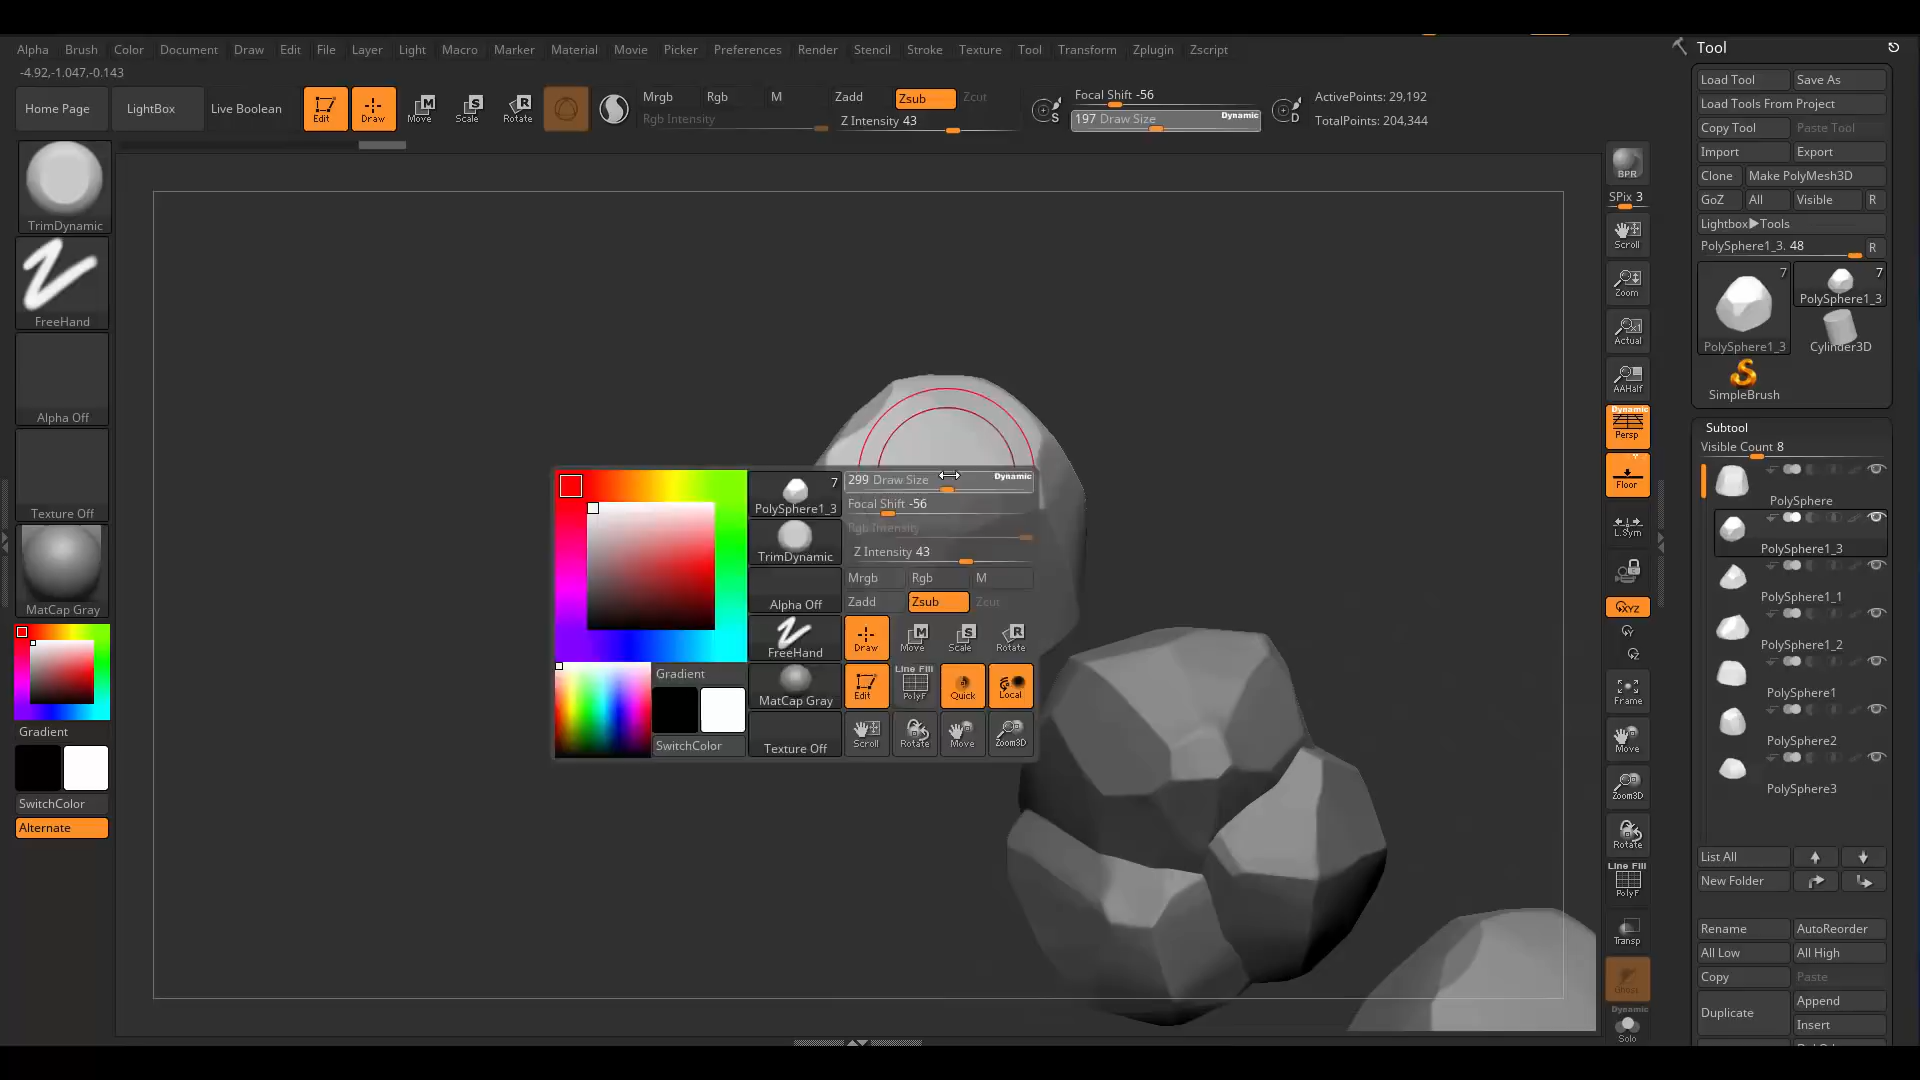 Alpha Brush Color Document Draw Edit File Layer Light Macro Marker Material Movie Picker Preferences Render Stencil Stroke Texture Tool Transform Zplugin Zscript
-4.92,-1.047,-0.143
Home Page LightBox Live Boolean Edit Draw Move Scale Rotate
Mrgb Rgb M Zadd Zsub Zcut
Rgb Intensity Z Intensity 43
Focal Shift -56
197 Draw Size Dynamic
ActivePoints: 29,192
TotalPoints: 204,344
TrimDynamic
FreeHand
Alpha Off
Texture Off
MatCap Gray
Gradient
SwitchColor
Alternate
PolySphere1_3 7
TrimDynamic
Alpha Off
FreeHand
MatCap Gray
Texture Off
Gradient
SwitchColor
299 Draw Size Dynamic
Focal Shift -56
Rgb Intensity
Z Intensity 43
Mrgb Rgb M
Zadd Zsub Zcut
Draw Move Scale Rotate
Edit Line Fill PolyF Quick Local
Scroll Rotate Move Zoom3D
BPR
SPix 3
Scroll
Zoom
Actual
AAHalf
Dynamic
Persp
Floor
L.Sym
XYZ
Frame
Move
Zoom3D
Rotate
Line Fill
PolyF
Transp
Ghost
Dynamic
Solo
Tool
Load Tool Save As
Load Tools From Project
Copy Tool Paste Tool
Import Export
Clone Make PolyMesh3D
GoZ All Visible R
Lightbox▶Tools
PolySphere1_3. 48 R
7 7
PolySphere1_3
PolySphere1_3 Cylinder3D
SimpleBrush
Subtool
Visible Count 8
PolySphere
PolySphere1_3
PolySphere1_1
PolySphere1_2
PolySphere1
PolySphere2
PolySphere3
List All
New Folder
Rename AutoReorder
All Low All High
Copy Paste
Duplicate Append
Insert